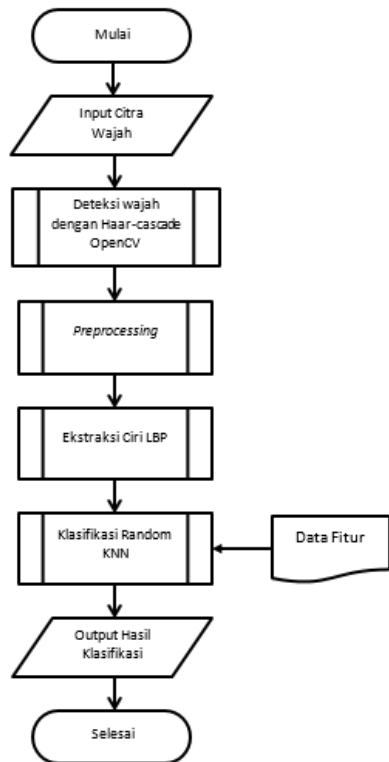 Mulai
Input Citra
Wajah
Deteksi wajah
dengan Haar-cascade
OpenCV
Preprocessing
Ekstraksi Ciri LBP
Klasifikasi Random
KNN
Data Fitur
Output Hasil
Klasifikasi
Selesai